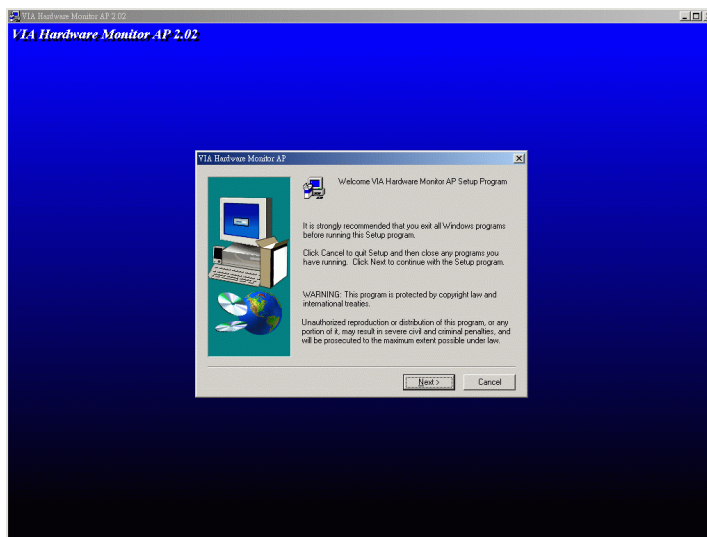 VIA Hardware Monitor AP 2.02
VIA Hardware Monitor AP 2.02
VIA Hardware Monitor AP
Welcome VIA Hardware Monitor AP Setup Program
It is strongly recommended that you exit all Windows programs
before running this Setup program.
Click Cancel to quit Setup and then close any programs you
have running. Click Next to continue with the Setup program.
WARNING: This program is protected by copyright law and
international treaties.
Unauthorized reproduction or distribution of this program, or any
portion of it, may result in severe civil and criminal penalties, and
will be prosecuted to the maximum extent possible under law.
Next >
Cancel